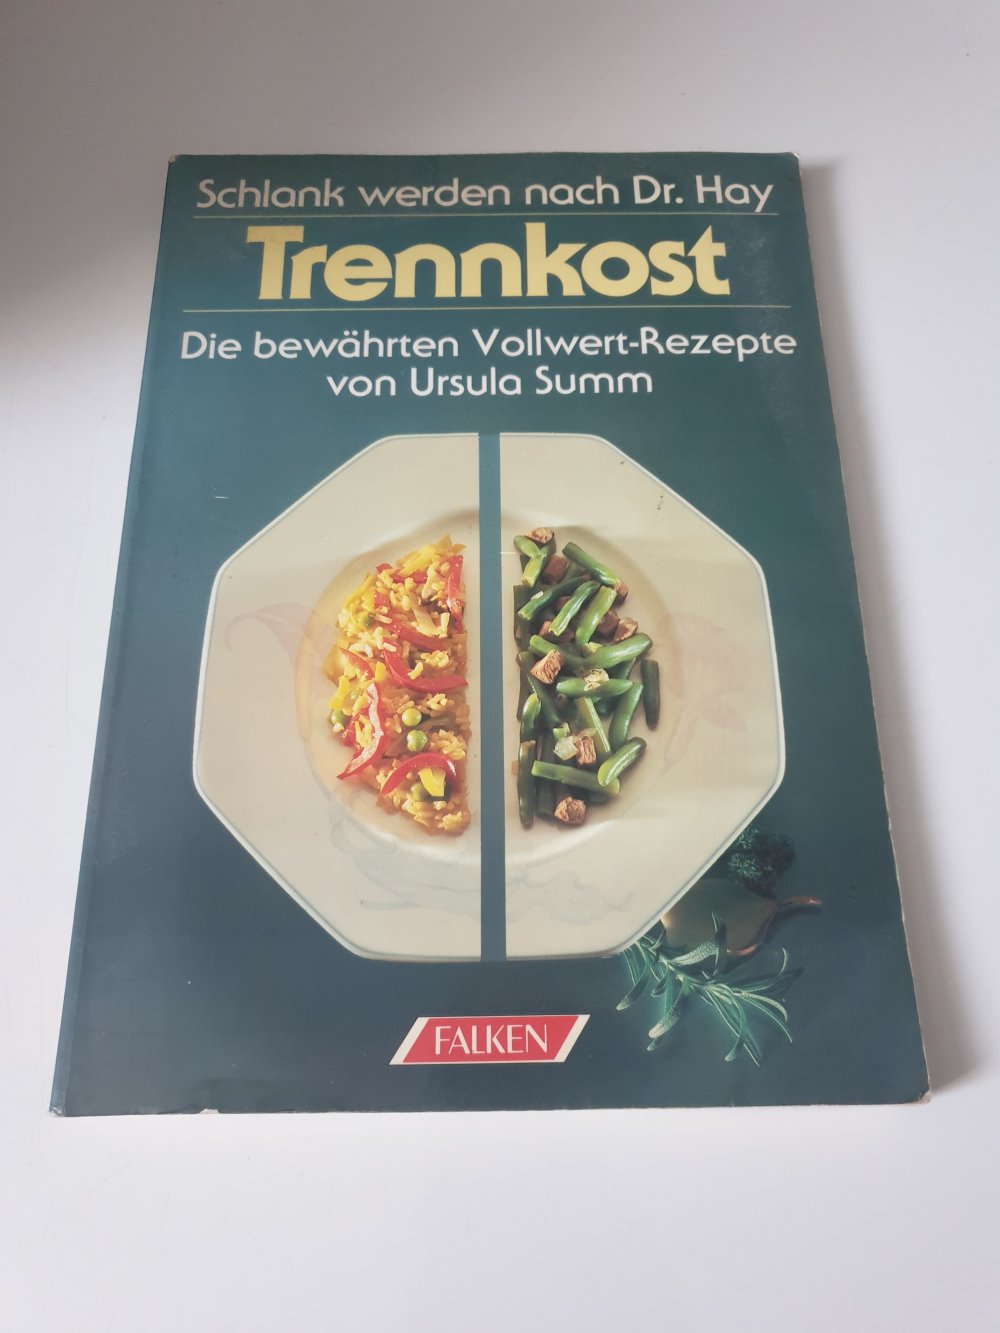 Schlank werden nach Dr. Hay
Trennkost
Die bewährten Vollwert-Rezepte
von Ursula Summ
FALKEN